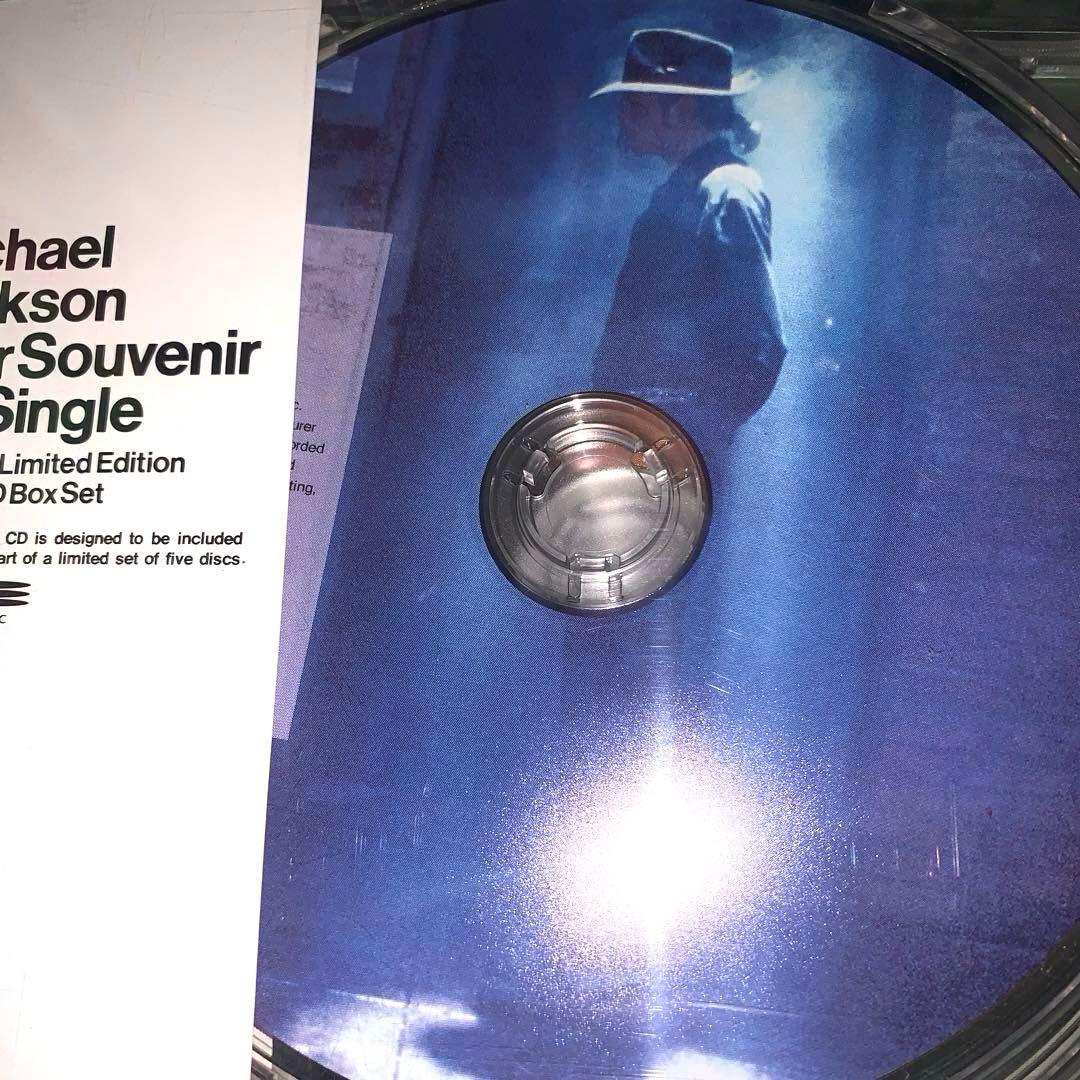 chael
kson
r Souvenir
Single
Limited Edition
Box Set
CD is designed to be included
art of a limited set of five discs.
c
c.
urer
orded
d
ting,